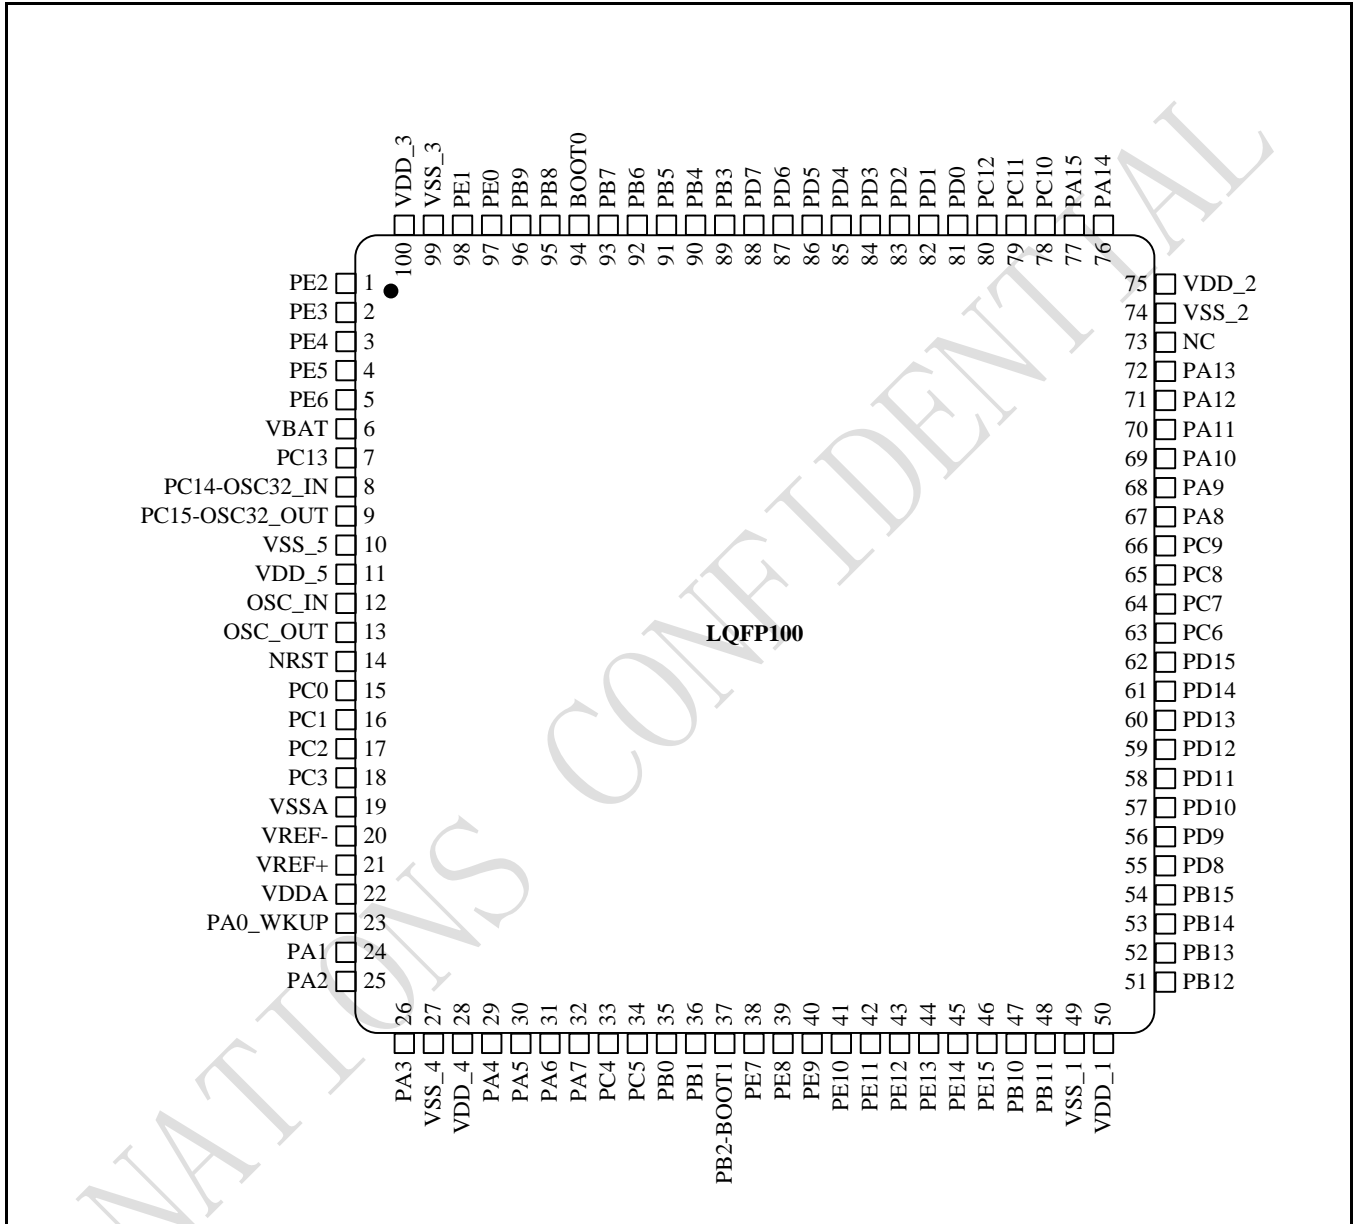 VDD_3
VSS_3
PE1
PE0
PB9
PB8
BOOT0
PB7
PB6
PB5
PB4
PB3
PD7
PD6
PD5
PD4
PD3
PD2
PD1
PD0
PC12
PC11
PC10
PA15
PA14
100
99
98
97
96
95
94
93
92
91
90
89
88
87
86
85
84
83
82
81
80
79
78
77
76
PE2 1
PE3 2
PE4 3
PE5 4
PE6 5
VBAT 6
PC13 7
PC14-OSC32_IN 8
PC15-OSC32_OUT 9
VSS_5 10
VDD_5 11
OSC_IN 12
OSC_OUT 13
NRST 14
PC0 15
PC1 16
PC2 17
PC3 18
VSSA 19
VREF- 20
VREF+ 21
VDDA 22
PA0_WKUP 23
PA1 24
PA2 25
LQFP100
75 VDD_2
74 VSS_2
73 NC
72 PA13
71 PA12
70 PA11
69 PA10
68 PA9
67 PA8
66 PC9
65 PC8
64 PC7
63 PC6
62 PD15
61 PD14
60 PD13
59 PD12
58 PD11
57 PD10
56 PD9
55 PD8
54 PB15
53 PB14
52 PB13
51 PB12
26
27
28
29
30
31
32
33
34
35
36
37
38
39
40
41
42
43
44
45
46
47
48
49
50
PA3
VSS_4
VDD_4
PA4
PA5
PA6
PA7
PC4
PC5
PB0
PB1
PB2-BOOT1
PE7
PE8
PE9
PE10
PE11
PE12
PE13
PE14
PE15
PB10
PB11
VSS_1
VDD_1
NATIONS CONFIDENTIAL